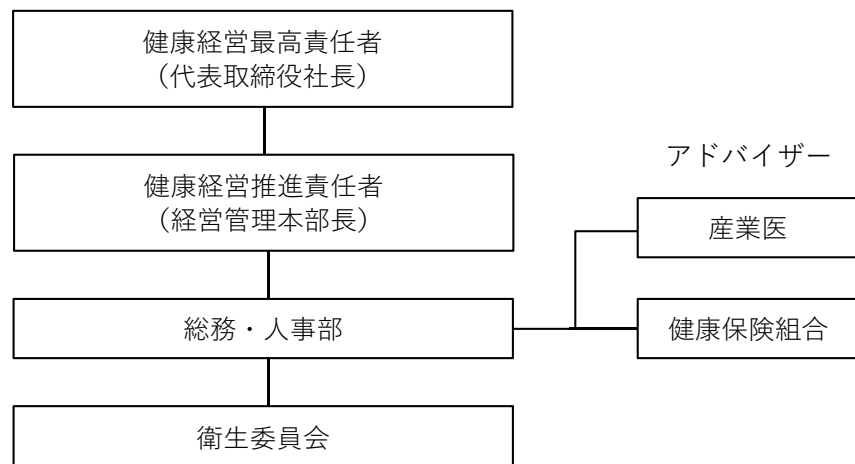 健康経営最高責任者
（代表取締役社長）
健康経営推進責任者
（経営管理本部長）
アドバイザー
産業医
総務・人事部
健康保険組合
衛生委員会